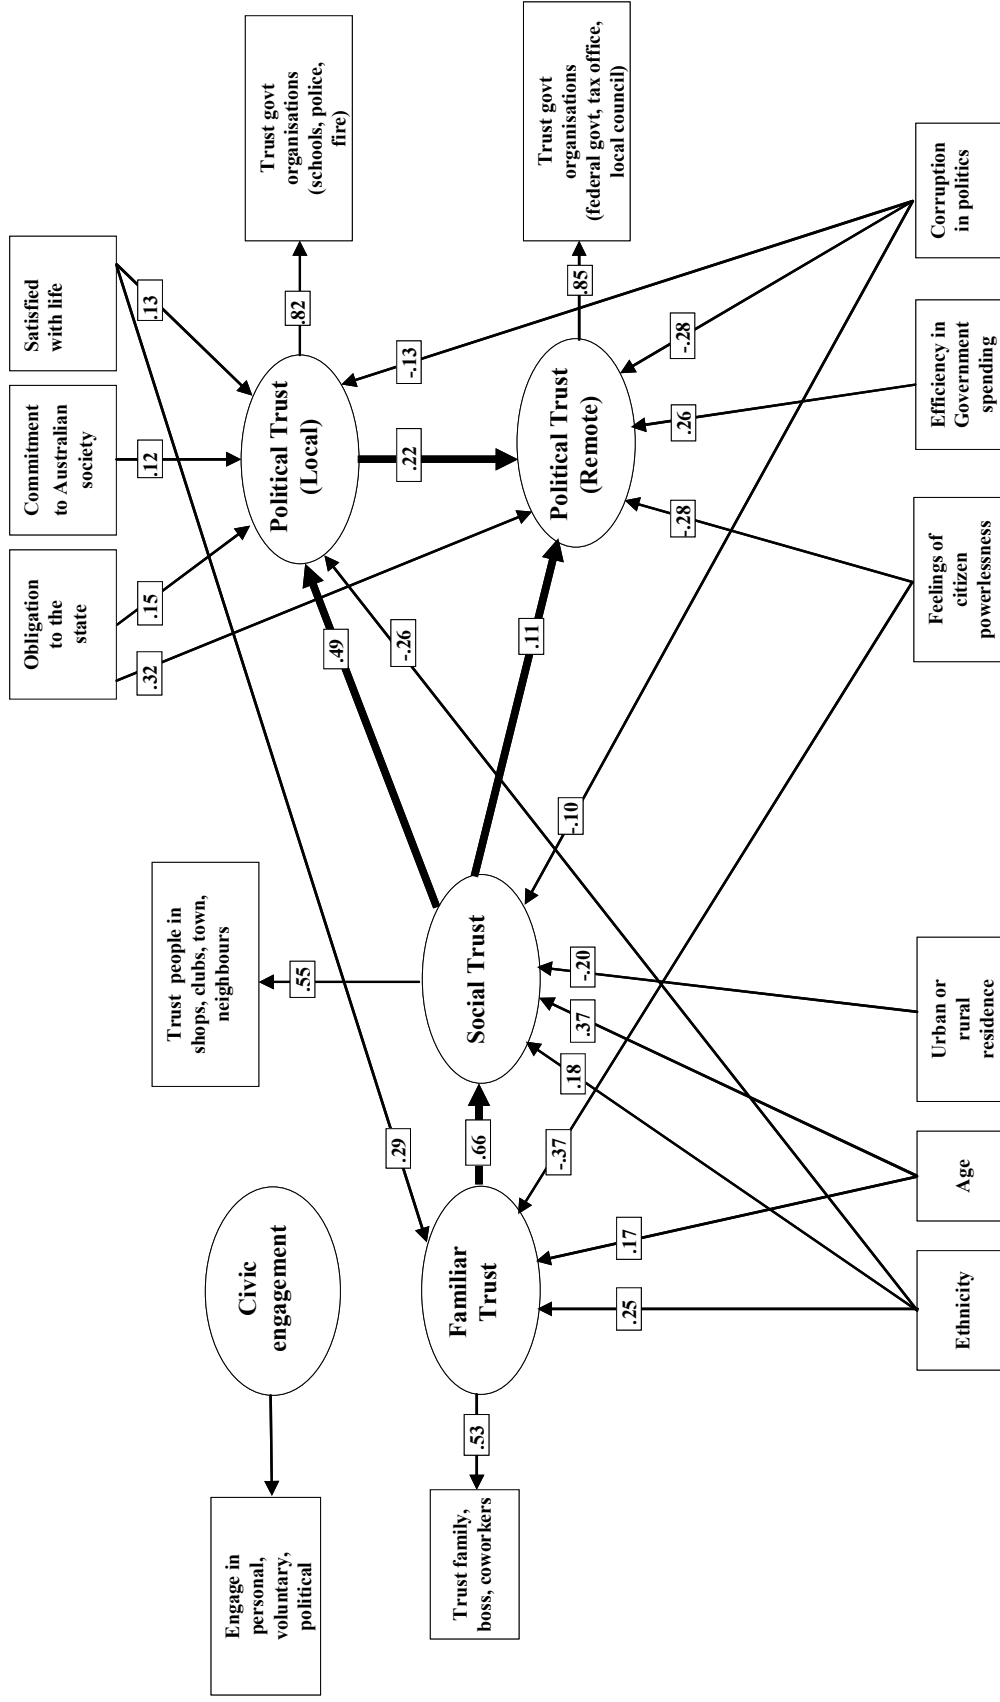 Engage in
personal,
voluntary,
political
Civic
engagement
Trust family,
boss, coworkers
.53
Familiar
Trust
.66
Social Trust
.55
Trust  people in
shops, clubs, town,
neighbours
.49
.11
Political Trust
(Local)
.22
Political Trust
(Remote)
.82
Trust govt
organisations
(schools, police,
fire)
.85
Trust govt
organisations
(federal govt, tax office,
local council)
Obligation
to the
state
.32
.15
Commitment
to Australian
society
.12
Satisfied
with life
.13
.29
Ethnicity
.25
.18
-.26
Age
.17
.37
Urban or
rural
residence
-.20
Feelings of
citizen
powerlessness
-.37
-.28
Efficiency in
Government
spending
.26
Corruption
in politics
-.10
-.13
-.28